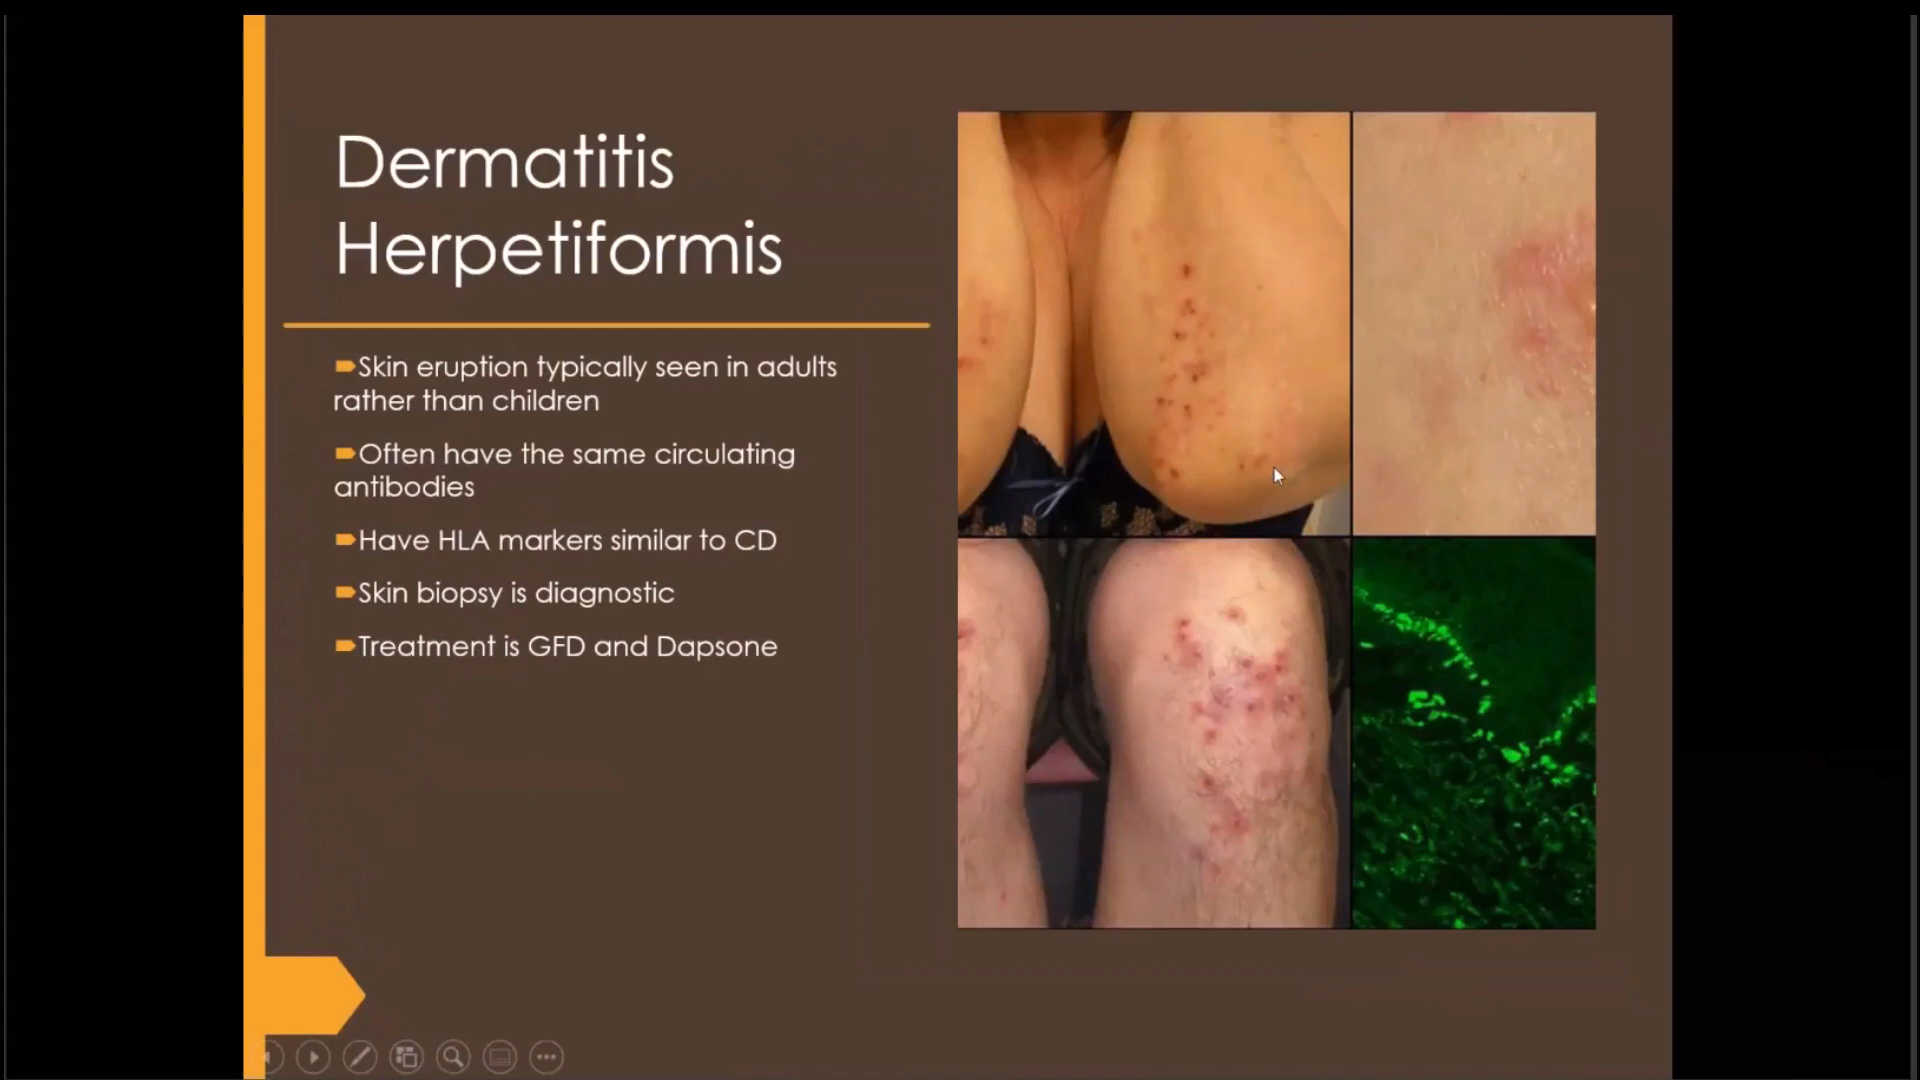 Dermatitis
Herpetiformis
Skin eruption typically seen in adults
rather than children
Often have the same circulating
antibodies
Have HLA markers similar to CD
Skin biopsy is diagnostic
Treatment is GFD and Dapsone